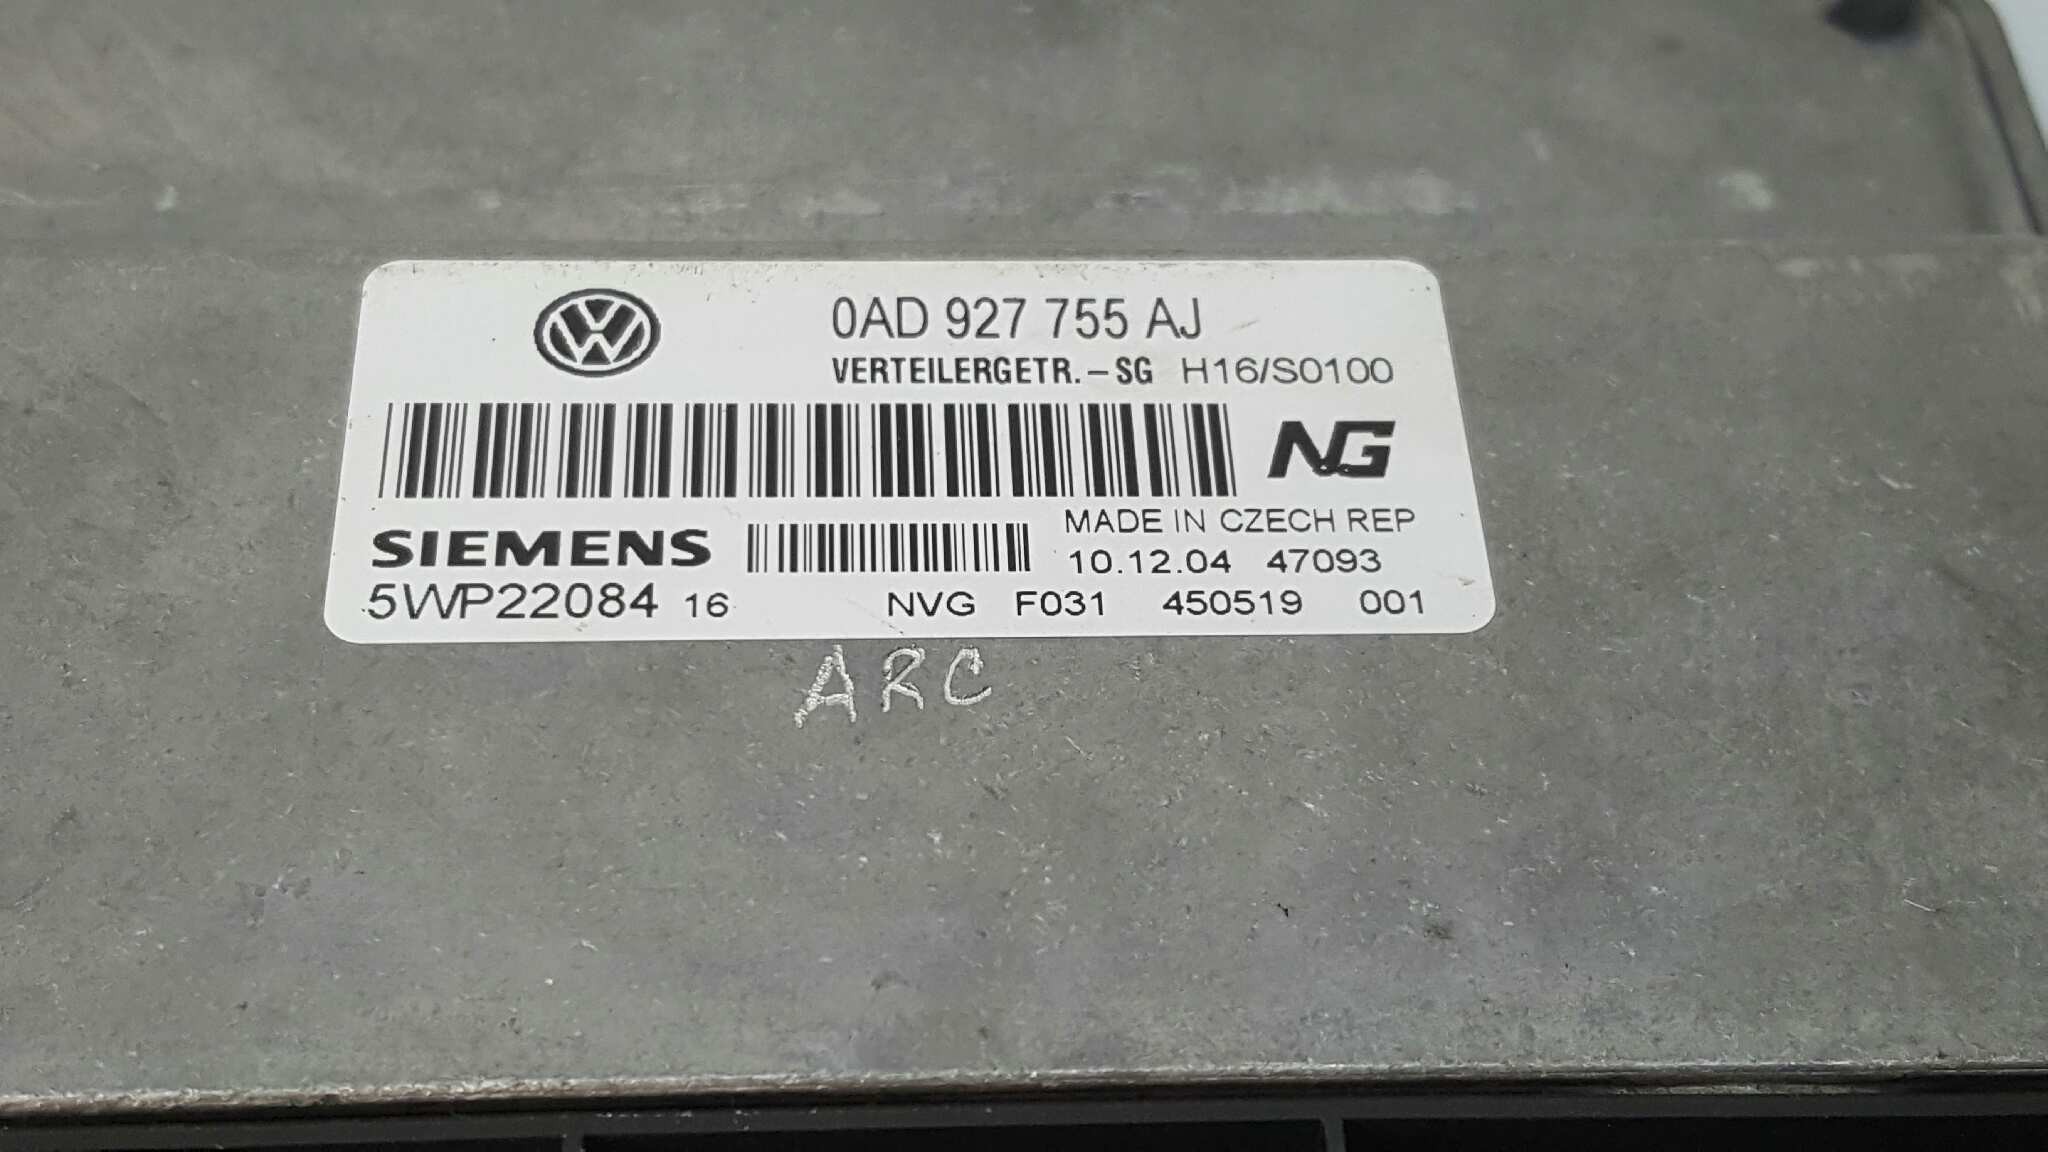 0AD 927 755 AJ
VERTEILERGETR.-SG H16/S0100
NG
SIEMENS
MADE IN CZECH REP
10.12.04 47093
5WP22084 16 NVG F031 450519 001
ARC